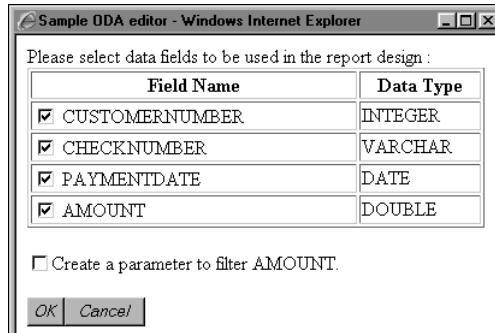 Sample ODA editor - Windows Internet Explorer
Please select data fields to be used in the report design :
Field Name Data Type
CUSTOMERNUMBER INTEGER
CHECKNUMBER VARCHAR
PAYMENTDATE DATE
AMOUNT DOUBLE
Create a parameter to filter AMOUNT.
OK Cancel